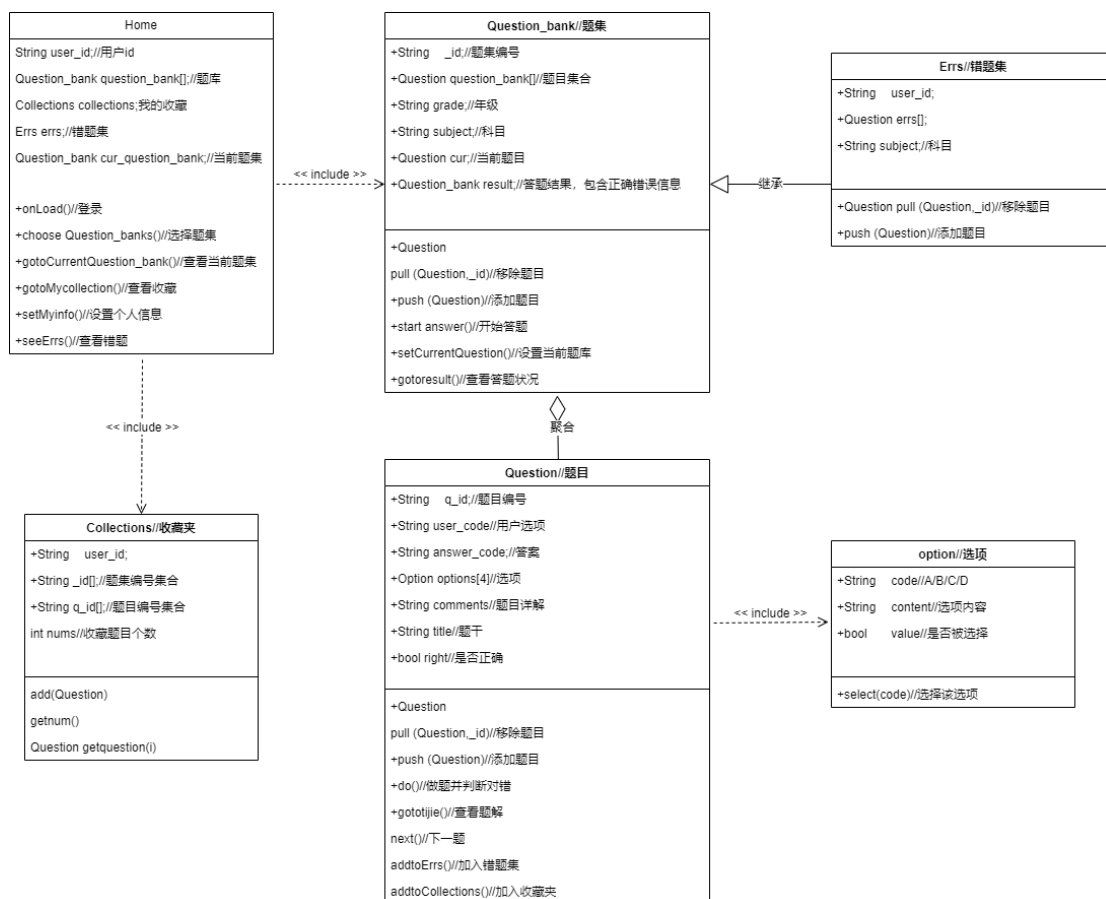 Home
String user_id;//用户id
Question_bank question_bank[];//题库
Collections collections;我的收藏
Errs errs;//错题集
Question_bank cur_question_bank;//当前题集
+onLoad()//登录
+choose Question_banks()//选择题集
+gotoCurrentQuestion_bank()//查看当前题集
+gotoMycollection()//查看收藏
+setMyinfo()//设置个人信息
+seeErrs()//查看错题
<< include >>
Question_bank//题集
+String _id;//题集编号
+Question question_bank[]//题目集合
+String grade;//年级
+String subject;//科目
+Question cur;//当前题目
+Question_bank result;//答题结果，包含正确错误信息
+Question
pull (Question,_id)//移除题目
+push (Question)//添加题目
+start answer()//开始答题
+setCurrentQuestion()//设置当前题库
+gotoresult()//查看答题状况
继承
Errs//错题集
+String user_id;
+Question errs[];
+String subject;//科目
+Question pull (Question,_id)//移除题目
+push (Question)//添加题目
<< include >>
聚合
Collections//收藏夹
+String user_id;
+String _id[];//题集编号集合
+String q_id[];//题目编号集合
int nums//收藏题目个数
add(Question)
getnum()
Question getquestion(i)
Question//题目
+String q_id;//题目编号
+String user_code//用户选项
+String answer_code;//答案
+Option options[4]//选项
+String comments//题目详解
+String title//题干
+bool right//是否正确
+Question
pull (Question,_id)//移除题目
+push (Question)//添加题目
+do()//做题并判断对错
+gototijie()//查看题解
next()//下一题
addtoErrs()//加入错题集
addtoCollections()//加入收藏夹
<< include >>
option//选项
+String code//A/B/C/D
+String content//选项内容
+bool value//是否被选择
+select(code)//选择该选项